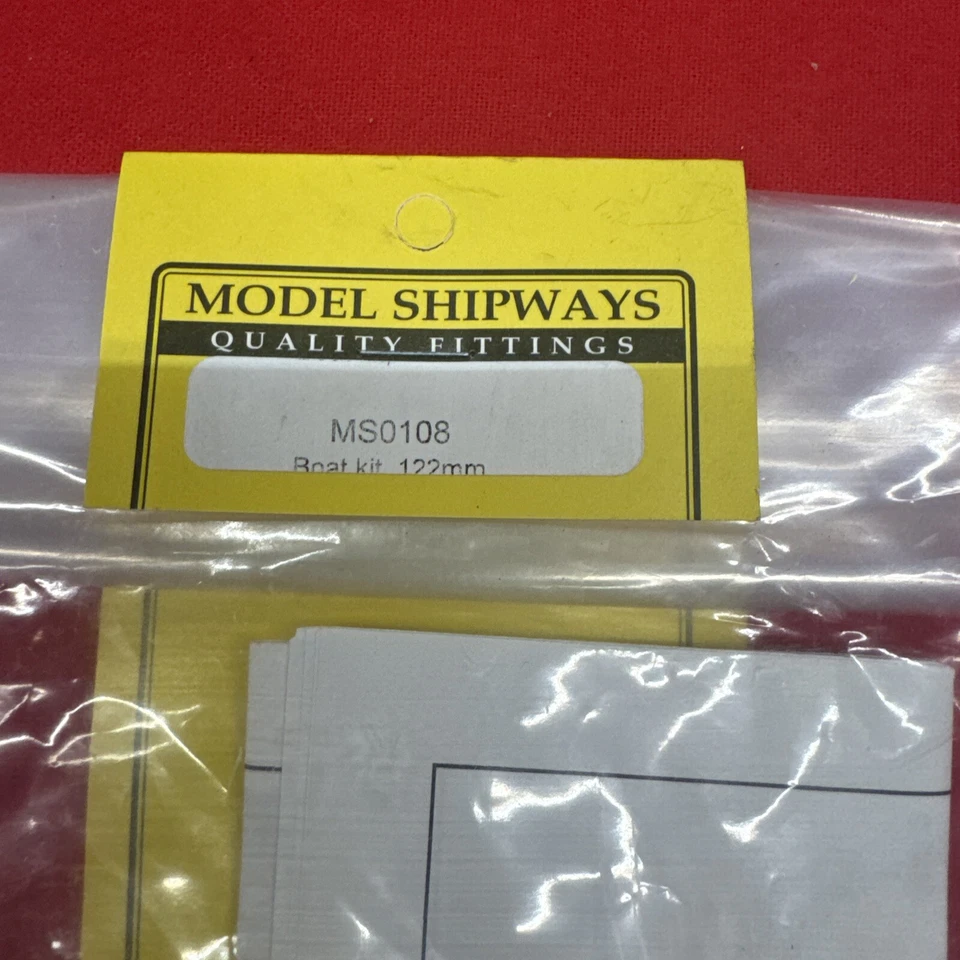 MODEL SHIPWAYS
QUALITY FITTINGS
MS0108
Boat kit 122mm